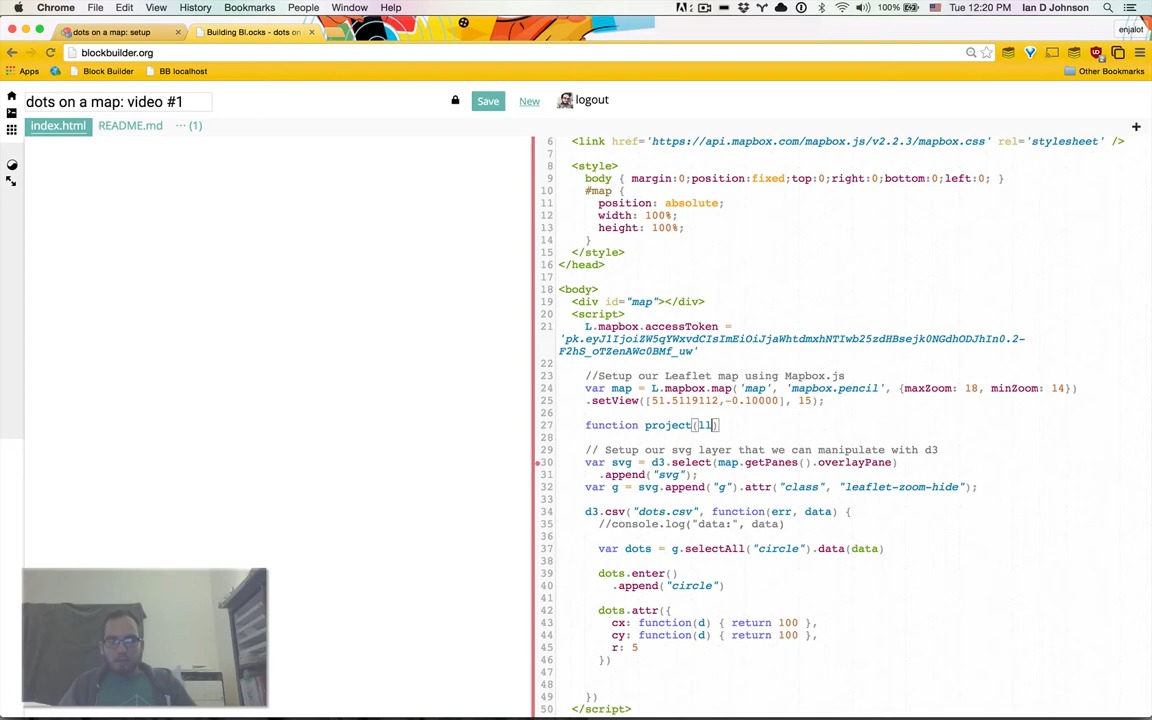 Chrome File Edit View History Bookmarks People Window Help 100% Tue 12:20 PM Ian D Johnson
dots on a map: setup Building Bl.ocks - dots on enjalot
blockbuilder.org
Apps Block Builder BB localhost Other Bookmarks
dots on a map: video #1 Save New logout
index.html README.md ··· (1) +
6 <link href='https://api.mapbox.com/mapbox.js/v2.2.3/mapbox.css' rel='stylesheet' />
7
8 <style>
9 body { margin:0;position:fixed;top:0;right:0;bottom:0;left:0; }
10 #map {
11 position: absolute;
12 width: 100%;
13 height: 100%;
14 }
15 </style>
16 </head>
17
18 <body>
19 <div id="map"></div>
20 <script>
21 L.mapbox.accessToken =
22
23 //Setup our Leaflet map using Mapbox.js
24 var map = L.mapbox.map('map', 'mapbox.pencil', {maxZoom: 18, minZoom: 14})
25 .setView([51.5119112,-0.10000], 15);
26
27 function project(ll)
28
29 // Setup our svg layer that we can manipulate with d3
30 var svg = d3.select(map.getPanes().overlayPane)
31 .append("svg");
32 var g = svg.append("g").attr("class", "leaflet-zoom-hide");
33
34 d3.csv("dots.csv", function(err, data) {
35 //console.log("data:", data)
36
37 var dots = g.selectAll("circle").data(data)
38
39 dots.enter()
40 .append("circle")
41
42 dots.attr({
43 cx: function(d) { return 100 },
44 cy: function(d) { return 100 },
45 r: 5
46 })
47
48
49 })
50 </script>